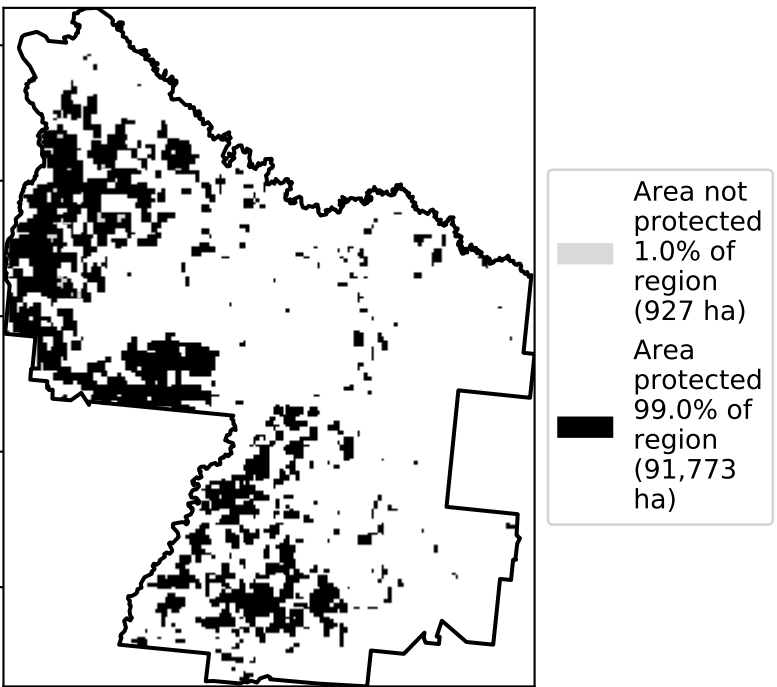 Area not
protected
1.0% of
region
(927 ha)
Area
protected
99.0% of
region
(91,773
ha)